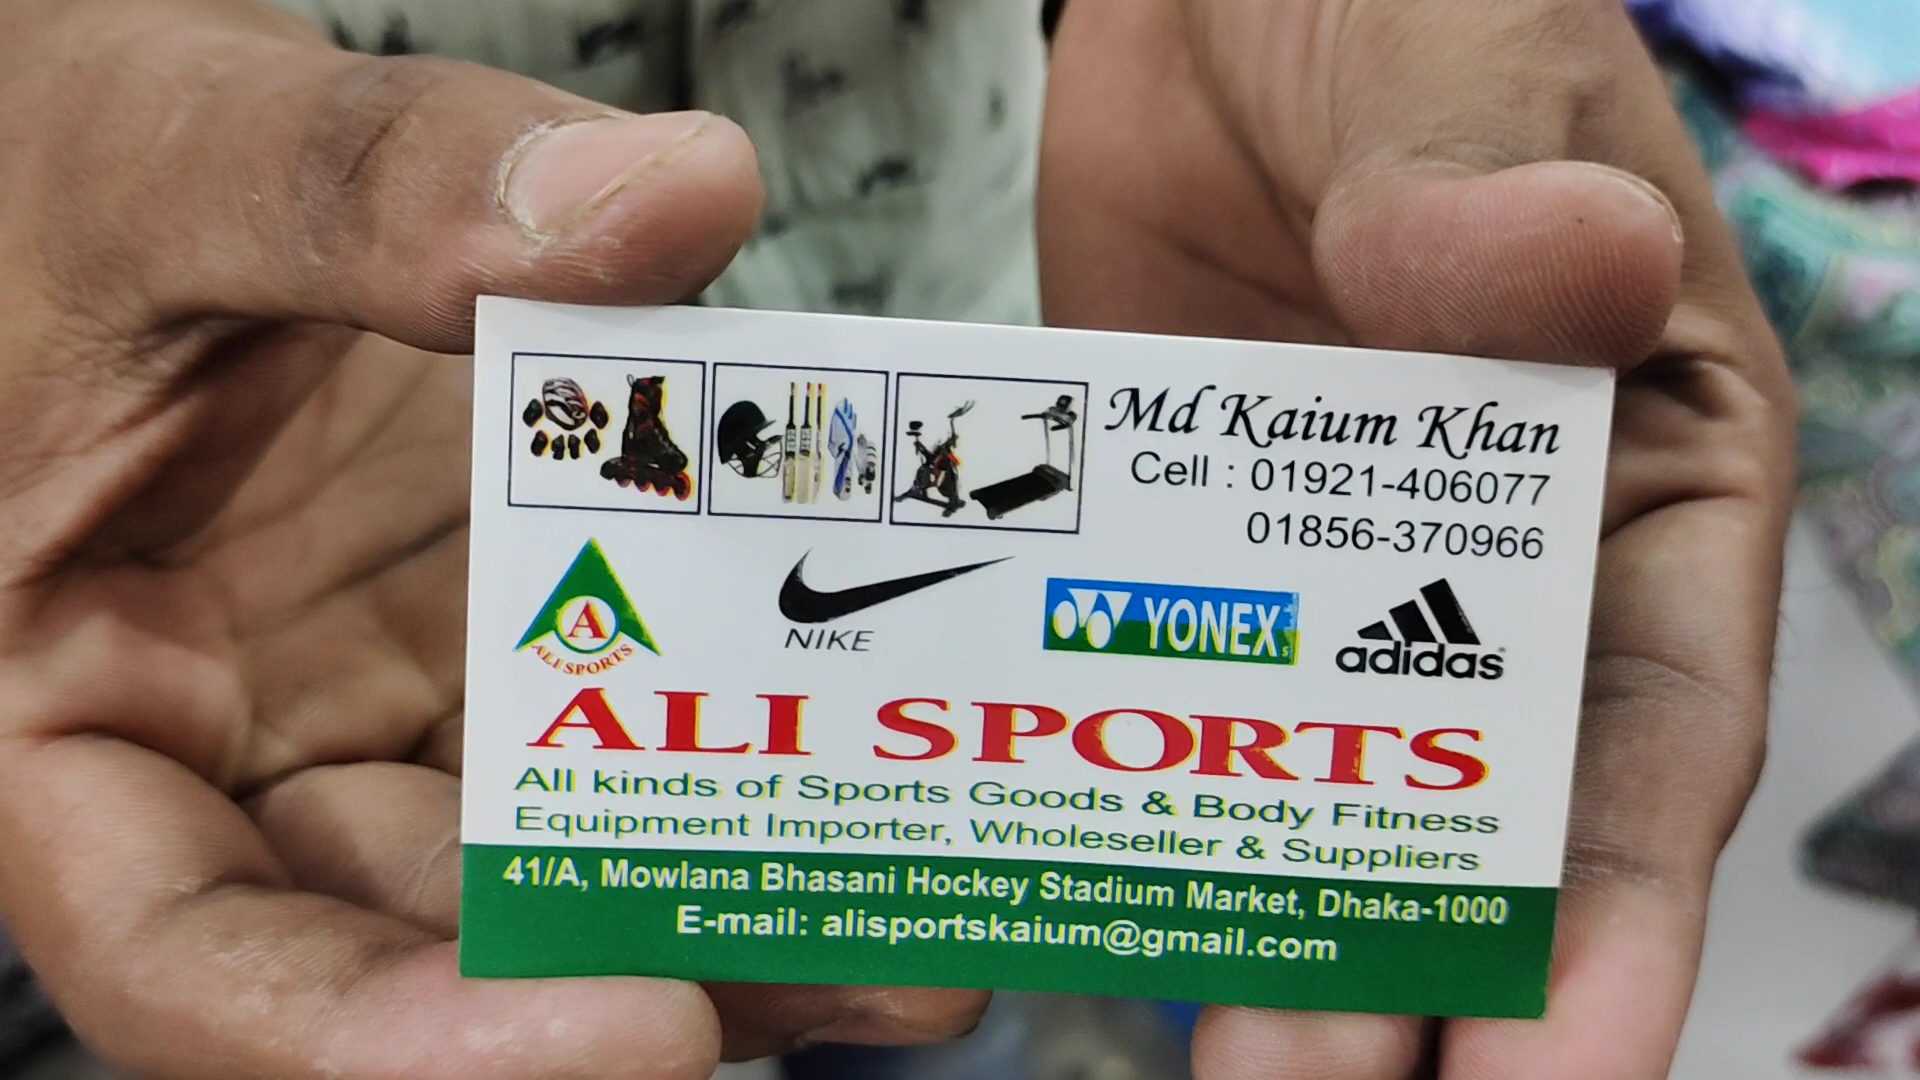 Md Kaium Khan
Cell : 01921-406077
01856-370966
A
ALI SPORTS
NIKE
YONEX
adidas
ALI SPORTS
All kinds of Sports Goods & Body Fitness
Equipment Importer, Wholeseller & Suppliers
41/A, Mowlana Bhasani Hockey Stadium Market, Dhaka-1000
E-mail: alisportskaium@gmail.com